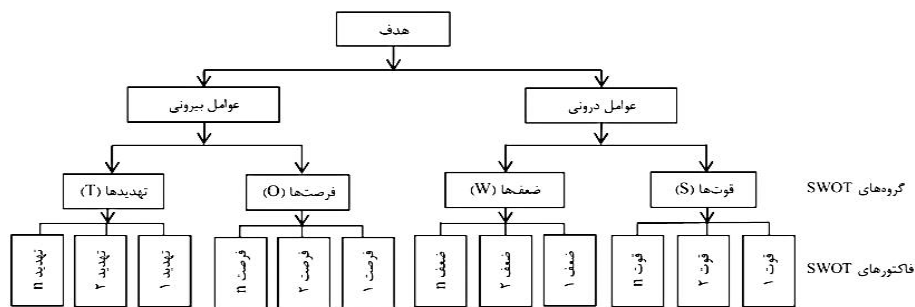 هدف
عوامل درونی
عوامل بیرونی
گروه‌های SWOT
قوت‌ها (S)
ضعف‌ها (W)
فرصت‌ها (O)
تهدیدها (T)
فاکتورهای SWOT
قوت ۱
قوت ۲
قوت n
ضعف ۱
ضعف ۲
ضعف n
فرصت ۱
فرصت ۲
فرصت n
تهدید ۱
تهدید ۲
تهدید n